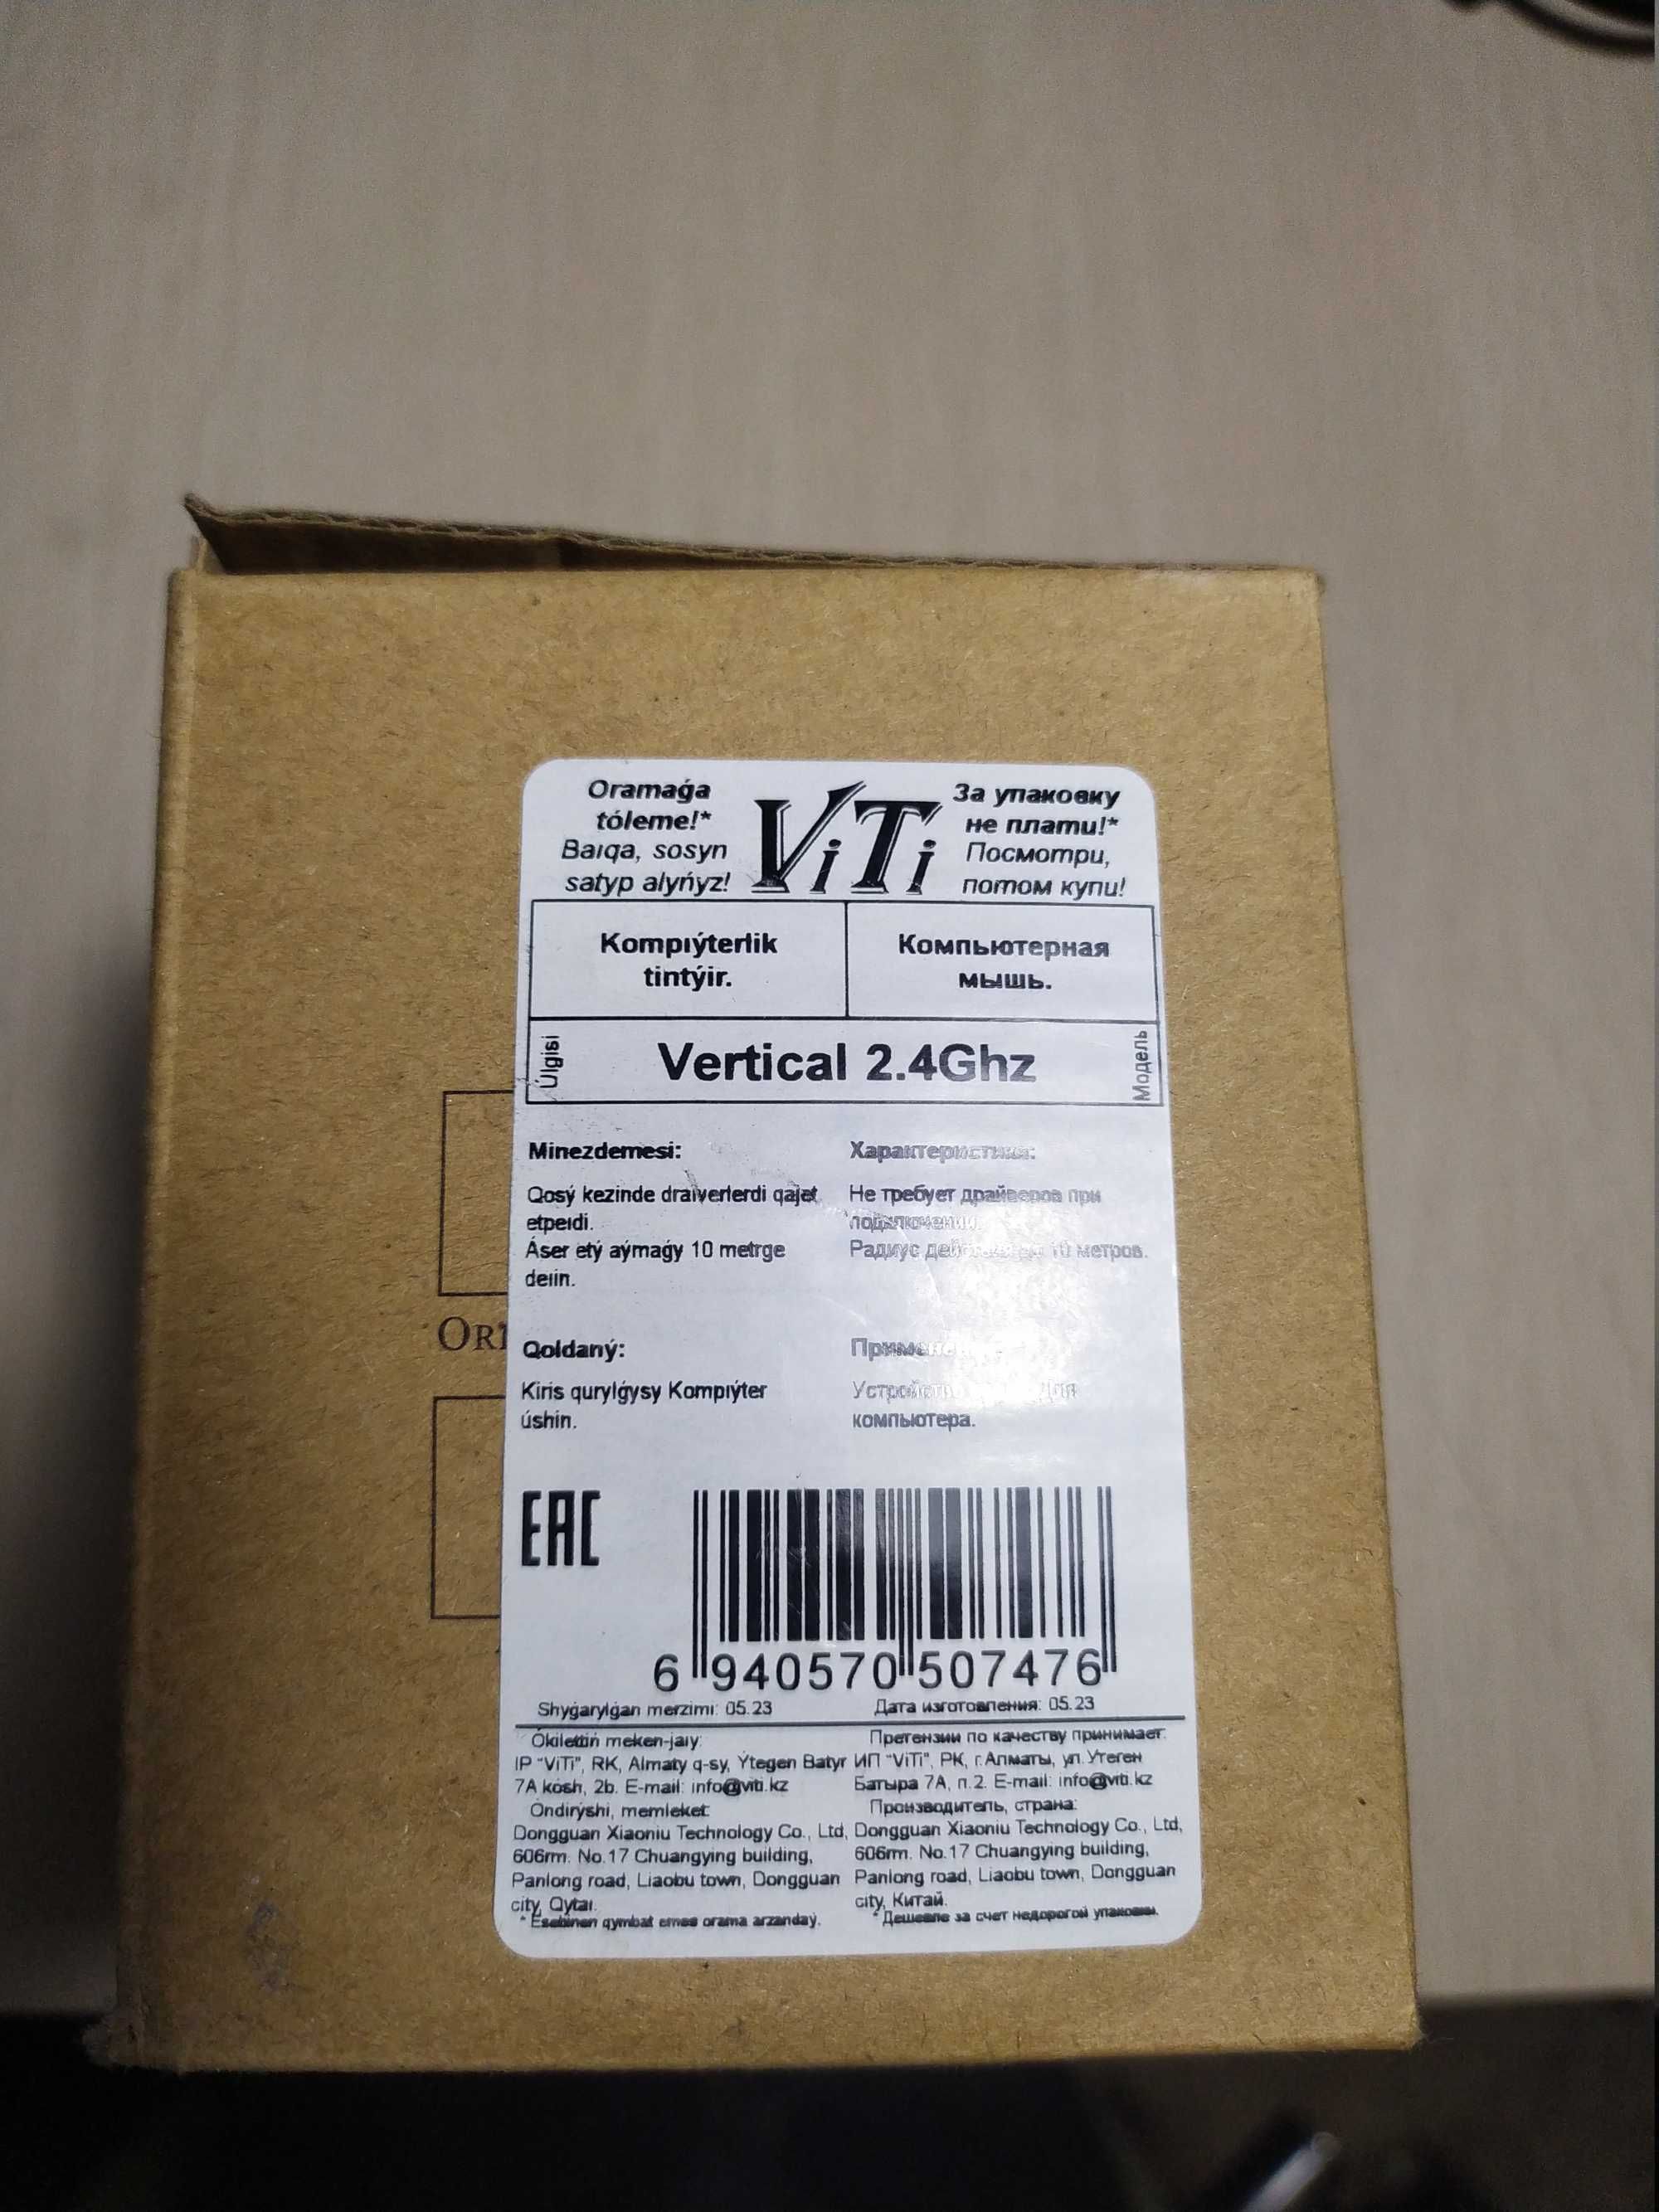 Oramaǵa
tóleme!*
Baıqa, sosyn
satyp alyńyz!
ViTi
За упаковку
не плати!*
Посмотри,
потом купи!
Kompıýterlik
tintýir.
Компьютерная
мышь.
Úlgisi
Vertical 2.4Ghz
Модель
Minezdemesi:
Qosý kezinde draıverlerdi qajet
etpeıdi.
Áser etý aýmaǵy 10 metrge
deıin.
Характеристика:
Не требует драйверов при
подключении.
Радиус 10 метров.
Or
Qoldaný:
Kiris qurylǵysy Kompıýter
úshin.
компьютера.
EAC
6 940570 507476
Shyǵarylǵan merzimi: 05.23
Дата изготовления: 05.23
Ókilettiń meken-jaıy:
IP "ViTi", RK, Almaty q-sy, Ýtegen Batyr
7A kósh, 2b. E-mail: info@viti.kz
Óndirýshi, memleket:
Dongguan Xiaoniu Technology Co., Ltd,
606rm. No.17 Chuangying building,
Panlong road, Liaobu town, Dongguan
city, Qytaı.
* Esebinen qymbat emes orama arzandaý.
Претензии по качеству принимает:
ИП "ViTi", РК, г.Алматы, ул.Утеген
Батыра 7А, п.2. E-mail: info@viti.kz
Производитель, страна:
Dongguan Xiaoniu Technology Co., Ltd,
606rm. No.17 Chuangying building,
Panlong road, Liaobu town, Dongguan
city, Китай.
* Дешевле за счет недорогой упаковки.